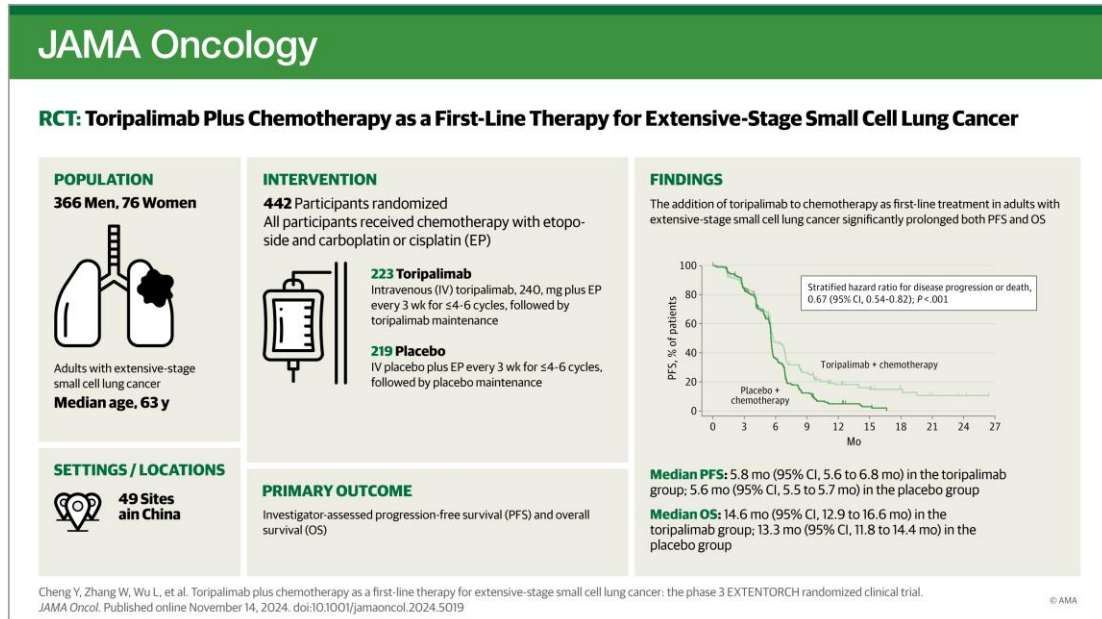 JAMA Oncology
RCT: Toripalimab Plus Chemotherapy as a First-Line Therapy for Extensive-Stage Small Cell Lung Cancer
POPULATION
366 Men, 76 Women
Adults with extensive-stage
small cell lung cancer
Median age, 63 y
SETTINGS / LOCATIONS
49 Sites
ain China
INTERVENTION
442 Participants randomized
All participants received chemotherapy with etopo-
side and carboplatin or cisplatin (EP)
223 Toripalimab
Intravenous (IV) toripalimab, 240, mg plus EP
every 3 wk for ≤4-6 cycles, followed by
toripalimab maintenance
219 Placebo
IV placebo plus EP every 3 wk for ≤4-6 cycles,
followed by placebo maintenance
PRIMARY OUTCOME
Investigator-assessed progression-free survival (PFS) and overall
survival (OS)
FINDINGS
The addition of toripalimab to chemotherapy as first-line treatment in adults with
extensive-stage small cell lung cancer significantly prolonged both PFS and OS
PFS, % of patients
100
80
60
40
20
0
Stratified hazard ratio for disease progression or death,
0.67 (95% CI, 0.54-0.82); P <.001
Toripalimab + chemotherapy
Placebo +
chemotherapy
0 3 6 9 12 15 18 21 24 27
Mo
Median PFS: 5.8 mo (95% CI, 5.6 to 6.8 mo) in the toripalimab
group; 5.6 mo (95% CI, 5.5 to 5.7 mo) in the placebo group
Median OS: 14.6 mo (95% CI, 12.9 to 16.6 mo) in the
toripalimab group; 13.3 mo (95% CI, 11.8 to 14.4 mo) in the
placebo group
Cheng Y, Zhang W, Wu L, et al. Toripalimab plus chemotherapy as a first-line therapy for extensive-stage small cell lung cancer: the phase 3 EXTENTORCH randomized clinical trial.
JAMA Oncol. Published online November 14, 2024. doi:10.1001/jamaoncol.2024.5019
© AMA